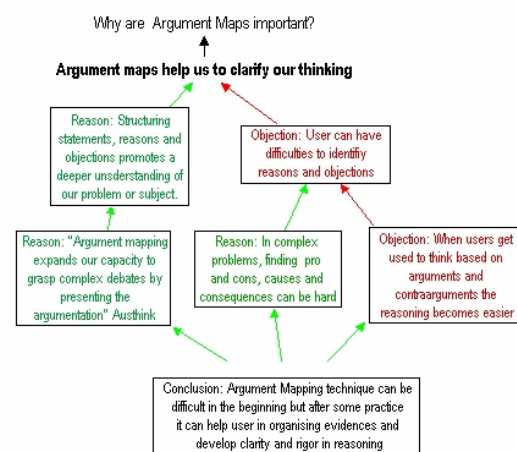 Why are Argument Maps important?
Argument maps help us to clarify our thinking
Reason: Structuring
statements, reasons and
objections promotes a
deeper unsderstanding of
our problem or subject.
Objection: User can have
difficulties to identifiy
reasons and objections
Reason: "Argument mapping
expands our capacity to
grasp complex debates by
presenting the
argumentation" Austhink
Reason: In complex
problems, finding pro
and cons, causes and
consequences can be hard
Objection: When users get
used to think based on
arguments and
contraarguments the
reasoning becomes easier
Conclusion: Argument Mapping technique can be
difficult in the beginning but after some practice
it can help user in organising evidences and
develop clarity and rigor in reasoning